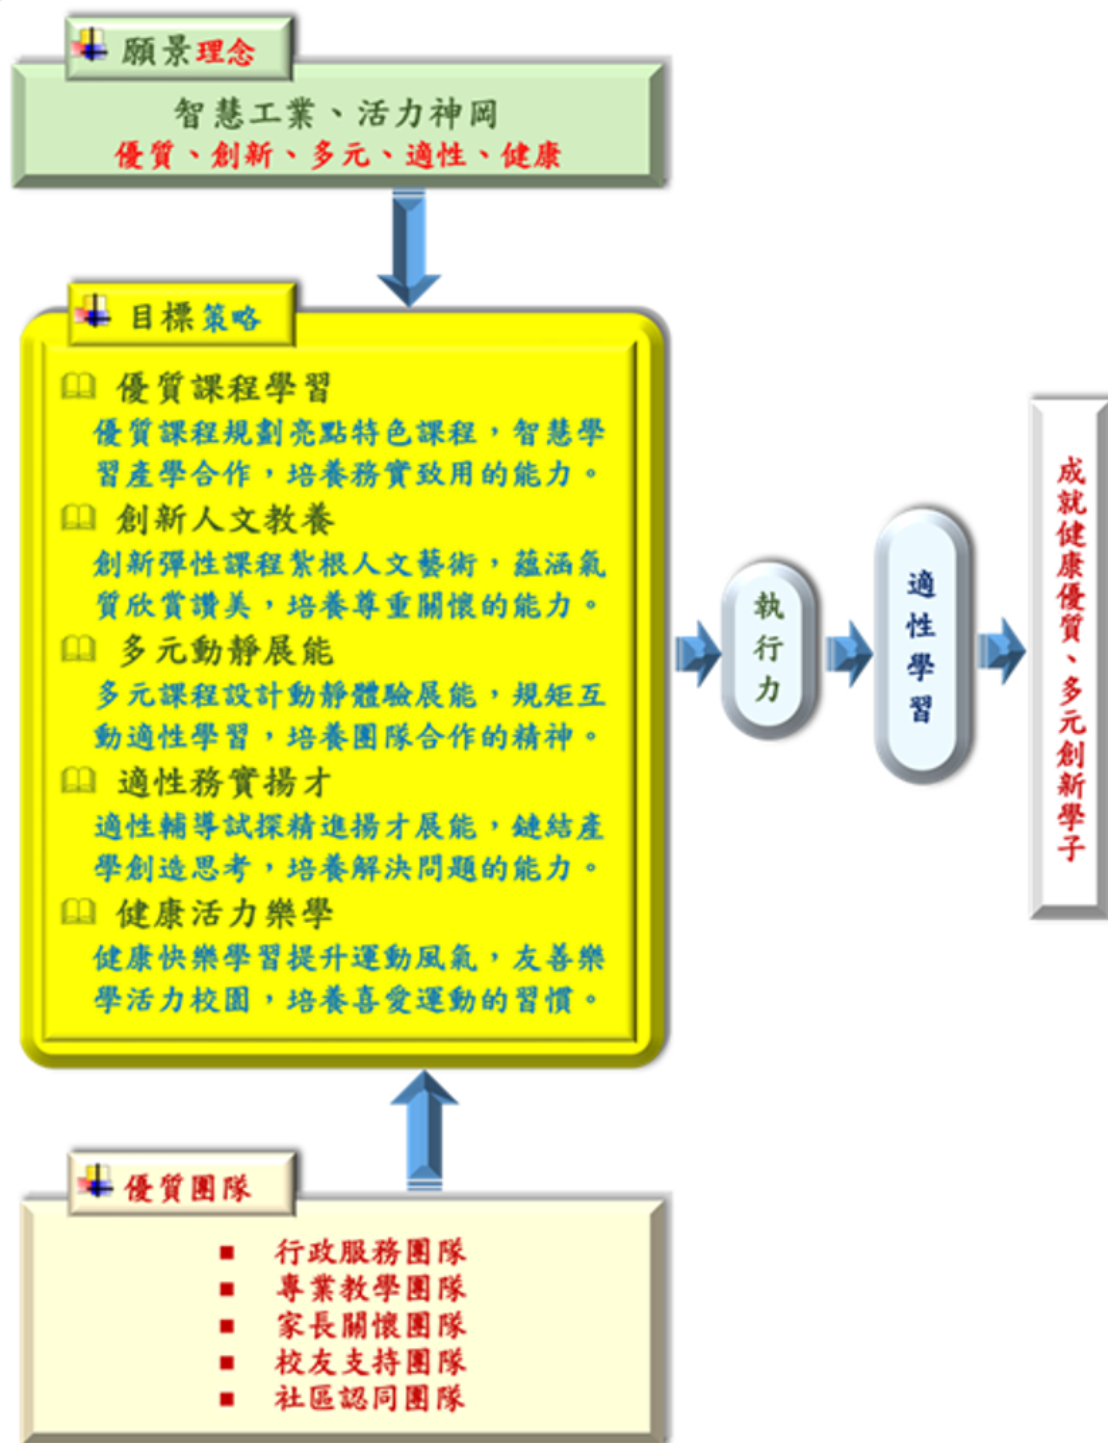 願景理念
智慧工業、活力神岡
優質、創新、多元、適性、健康
目標策略
優質課程學習
優質課程規劃亮點特色課程，智慧學
習產學合作，培養務實致用的能力。
創新人文教養
創新彈性課程紮根人文藝術，蘊涵氣
質欣賞讚美，培養尊重關懷的能力。
多元動靜展能
多元課程設計動靜體驗展能，規矩互
動適性學習，培養團隊合作的精神。
適性務實揚才
適性輔導試探精進揚才展能，鏈結產
學創造思考，培養解決問題的能力。
健康活力樂學
健康快樂學習提升運動風氣，友善樂
學活力校園，培養喜愛運動的習慣。
執行力
適性學習
成就健康優質、多元創新學子
優質團隊
行政服務團隊
專業教學團隊
家長關懷團隊
校友支持團隊
社區認同團隊